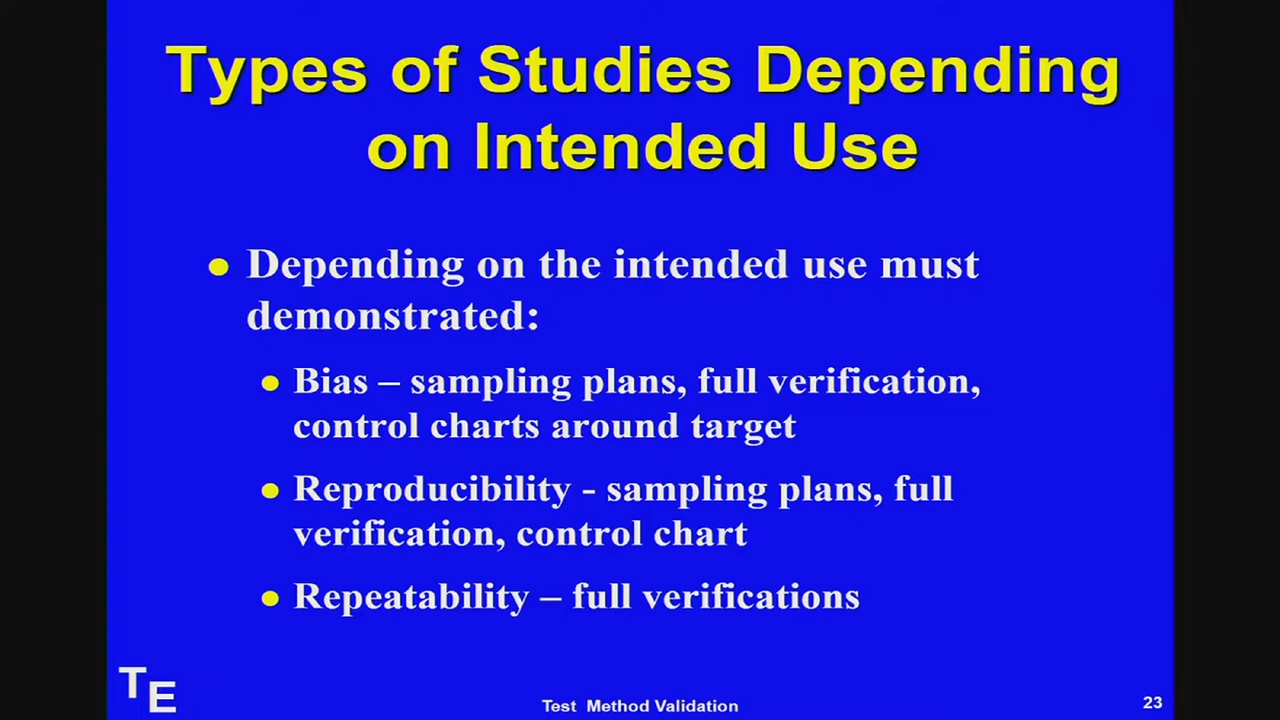 Types of Studies Depending
on Intended Use
Depending on the intended use must
demonstrated:
Bias – sampling plans, full verification,
control charts around target
Reproducibility - sampling plans, full
verification, control chart
Repeatability – full verifications
TE
Test Method Validation
23